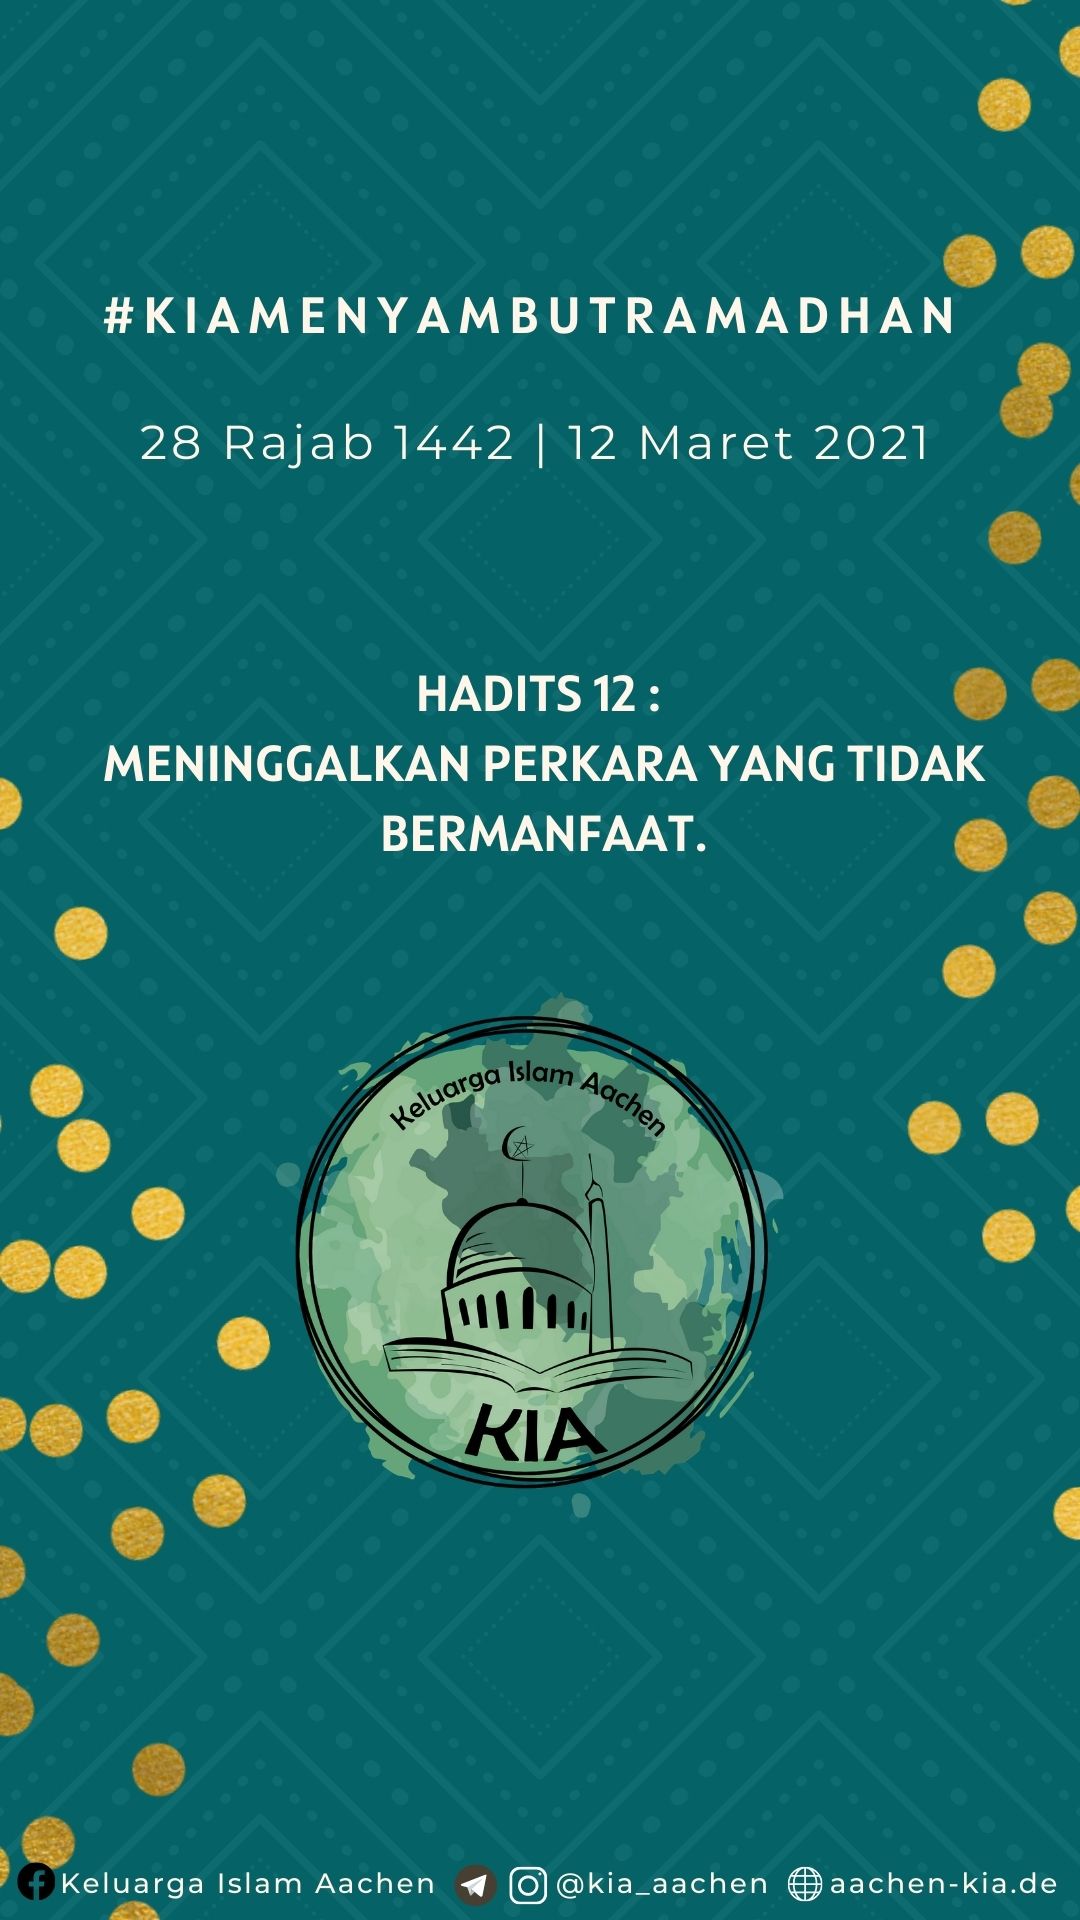 #KIAMENYAMBUTRAMADHAN
28 Rajab 1442 | 12 Maret 2021
HADITS 12 :
MENINGGALKAN PERKARA YANG TIDAK
BERMANFAAT.
Keluarga Islam Aachen
KIA
Keluarga Islam Aachen @kia_aachen aachen-kia.de